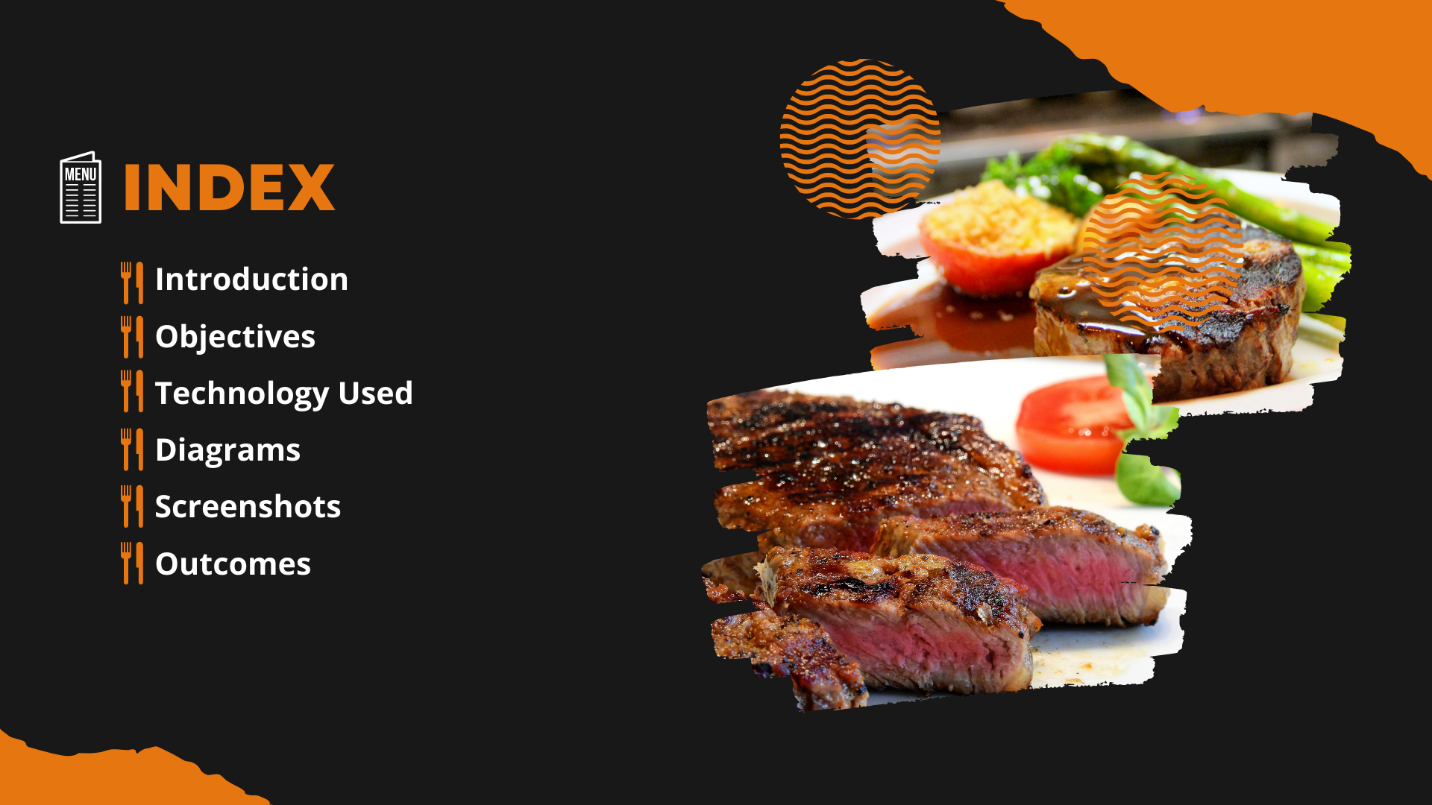 MENU
INDEX
Introduction
Objectives
Technology Used
Diagrams
Screenshots
Outcomes